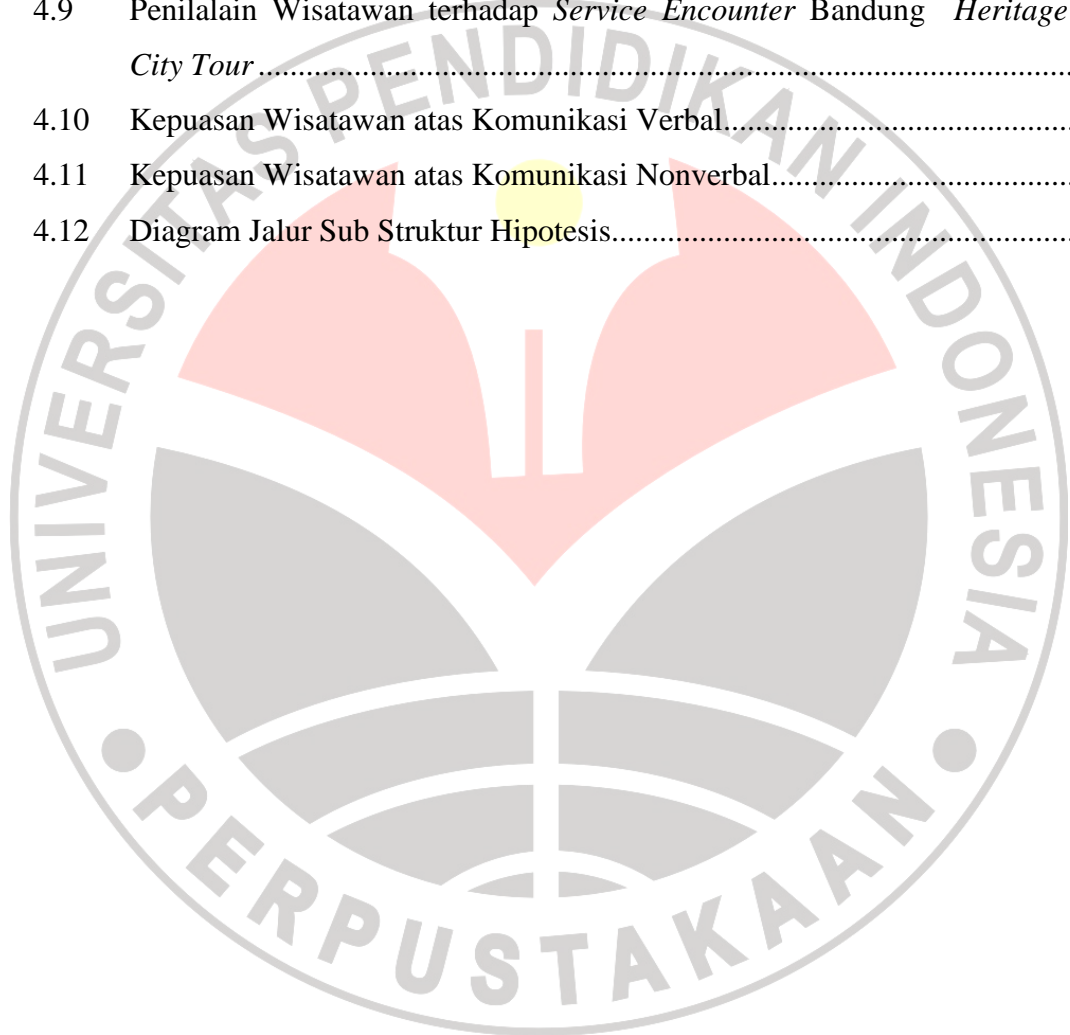 4.9 Penilalain Wisatawan terhadap Service Encounter Bandung Heritage
City Tour........................................................................................................
4.10 Kepuasan Wisatawan atas Komunikasi Verbal............................................
4.11 Kepuasan Wisatawan atas Komunikasi Nonverbal......................................
4.12 Diagram Jalur Sub Struktur Hipotesis..........................................................
UNIVERSITAS PENDIDIKAN INDONESIA
PERPUSTAKAAN